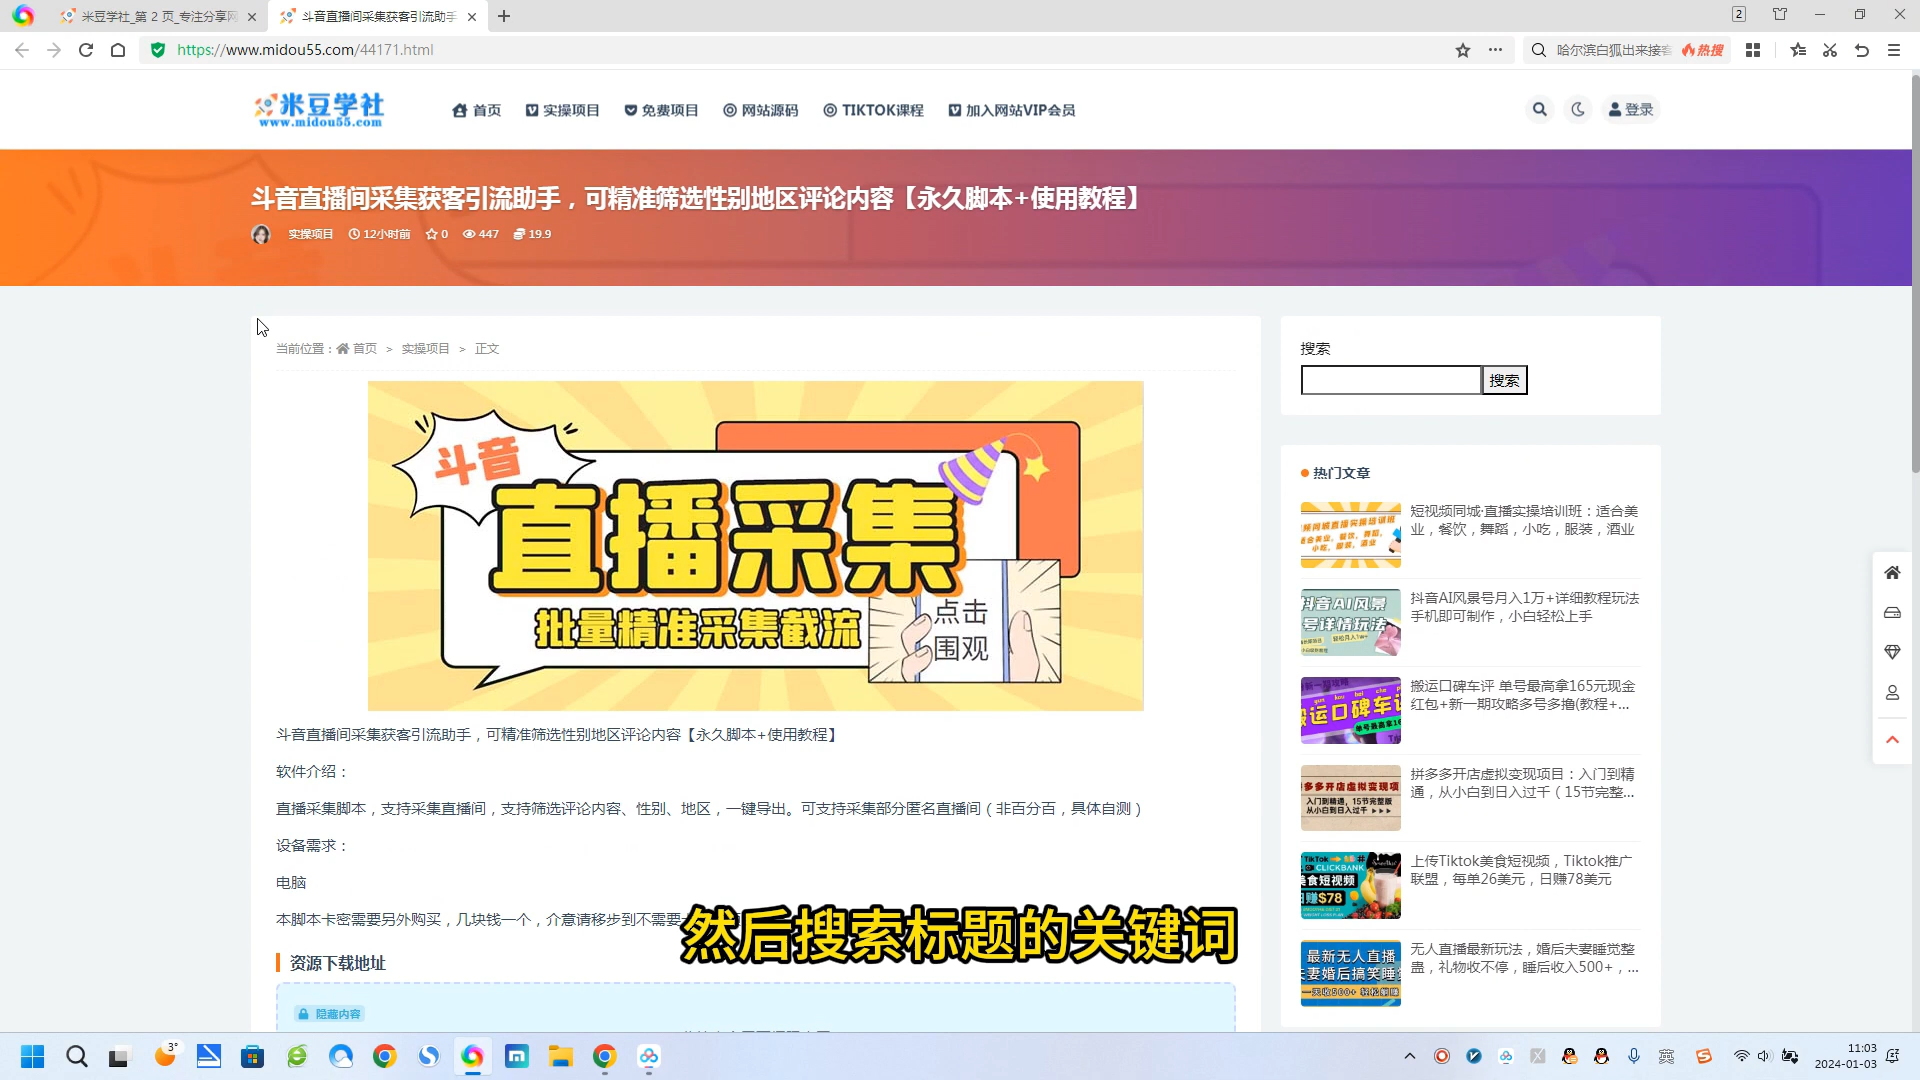 米豆学社_第 2 页_专注分享网
斗音直播间采集获客引流助手
2
https://www.midou55.com/44171.html
哈尔滨白狐出来接客
热搜
米豆学社
www.midou55.com
首页
实操项目
免费项目
网站源码
TIKTOK课程
加入网站VIP会员
登录
斗音直播间采集获客引流助手，可精准筛选性别地区评论内容【永久脚本+使用教程】
实操项目 12小时前 0 447 19.9
当前位置： 首页 > 实操项目 > 正文
斗音
直播采集
批量精准采集截流
点击
围观
斗音直播间采集获客引流助手，可精准筛选性别地区评论内容【永久脚本+使用教程】
软件介绍：
直播采集脚本，支持采集直播间，支持筛选评论内容、性别、地区，一键导出。可支持采集部分匿名直播间（非百分百，具体自测）
设备需求：
电脑
本脚本卡密需要另外购买，几块钱一个，介意请移步到不需要
然后搜索标题的关键词
资源下载地址
隐藏内容
搜索
搜索
热门文章
短视频同城·直播实操培训班：适合美
业，餐饮，舞蹈，小吃，服装，酒业
抖音AI风景号月入1万+详细教程玩法
手机即可制作，小白轻松上手
搬运口碑车评 单号最高拿165元现金
红包+新一期攻略多号多撸(教程+...
拼多多开店虚拟变现项目：入门到精
通，从小白到日入过千（15节完整...
上传Tiktok美食短视频，Tiktok推广
联盟，每单26美元，日赚78美元
无人直播最新玩法，婚后夫妻睡觉整
蛊，礼物收不停，睡后收入500+，...
3°
英
11:03
2024-01-03